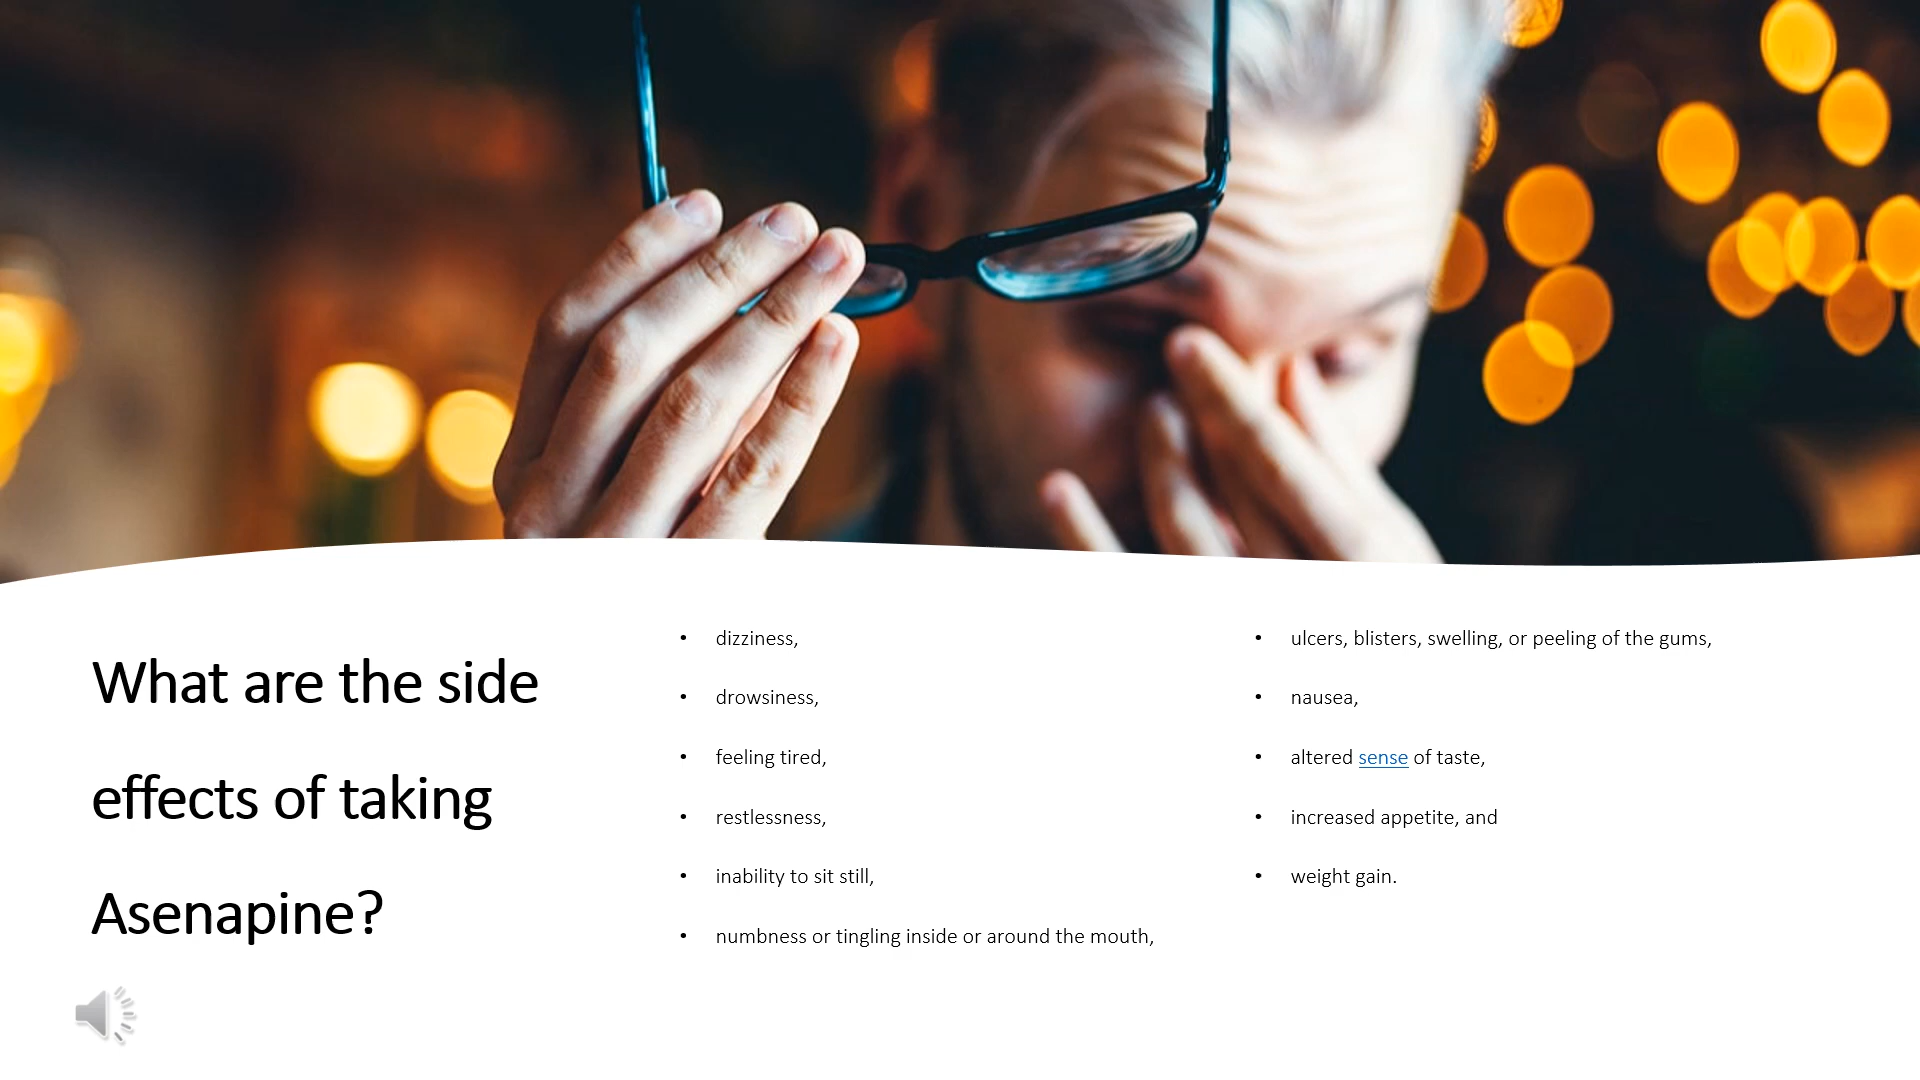 What are the side
effects of taking
Asenapine?
• dizziness,
• drowsiness,
• feeling tired,
• restlessness,
• inability to sit still,
• numbness or tingling inside or around the mouth,
• ulcers, blisters, swelling, or peeling of the gums,
• nausea,
• altered sense of taste,
• increased appetite, and
• weight gain.